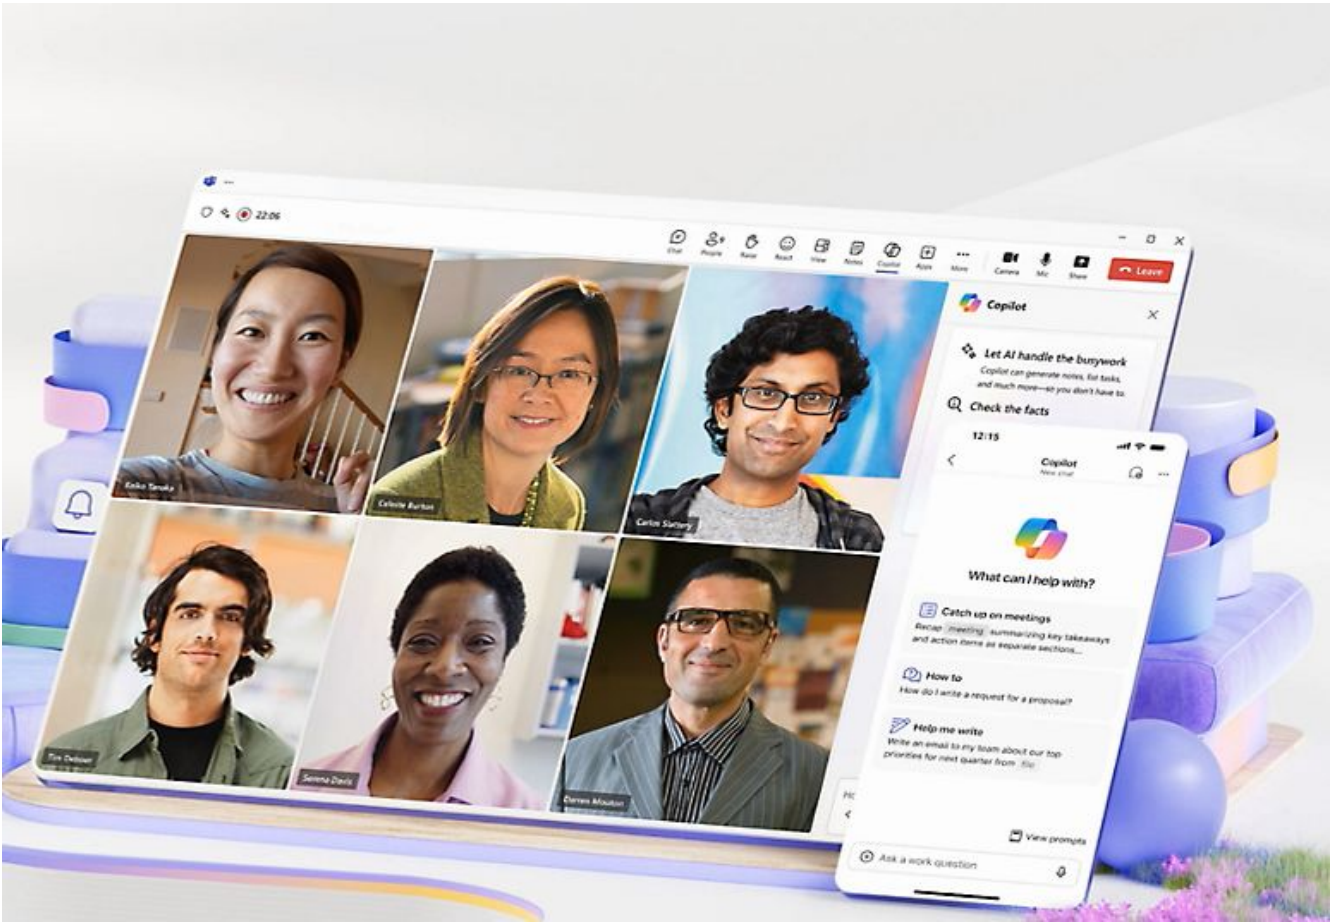 22:06
Chat
People
Raise
React
View
Notes
Copilot
Apps
More
Camera
Mic
Share
Leave
Copilot
Let AI handle the busywork
Copilot can generate notes, list tasks,
and much more—so you don't have to.
Check the facts
Keiko Tanaka
Celeste Burton
Carlos Slattery
Tim Deboer
Serena Davis
Darren Mouton
12:15
Copilot
New chat
What can I help with?
Catch up on meetings
Recap meeting summarizing key takeaways
and action items as separate sections...
How to
How do I write a request for a proposal?
Help me write
Write an email to my team about our top
priorities for next quarter from file
View prompts
Ask a work question